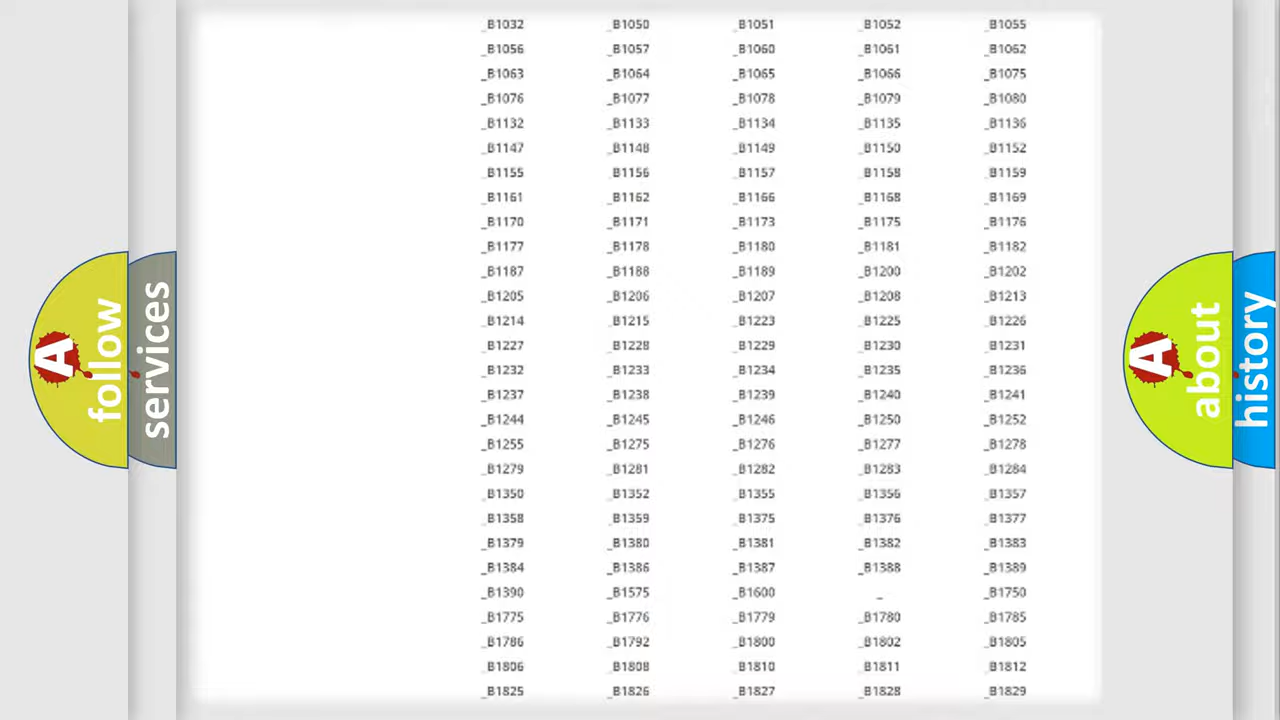 _B1032 _B1050 _B1051 _B1052 _B1055
_B1056 _B1057 _B1060 _B1061 _B1062
_B1063 _B1064 _B1065 _B1066 _B1075
_B1076 _B1077 _B1078 _B1079 _B1080
_B1132 _B1133 _B1134 _B1135 _B1136
_B1147 _B1148 _B1149 _B1150 _B1152
_B1155 _B1156 _B1157 _B1158 _B1159
_B1161 _B1162 _B1166 _B1168 _B1169
_B1170 _B1171 _B1173 _B1175 _B1176
_B1177 _B1178 _B1180 _B1181 _B1182
_B1187 _B1188 _B1189 _B1200 _B1202
_B1205 _B1206 _B1207 _B1208 _B1213
_B1214 _B1215 _B1223 _B1225 _B1226
_B1227 _B1228 _B1229 _B1230 _B1231
_B1232 _B1233 _B1234 _B1235 _B1236
_B1237 _B1238 _B1239 _B1240 _B1241
_B1244 _B1245 _B1246 _B1250 _B1252
_B1255 _B1275 _B1276 _B1277 _B1278
_B1279 _B1281 _B1282 _B1283 _B1284
_B1350 _B1352 _B1355 _B1356 _B1357
_B1358 _B1359 _B1375 _B1376 _B1377
_B1379 _B1380 _B1381 _B1382 _B1383
_B1384 _B1386 _B1387 _B1388 _B1389
_B1390 _B1575 _B1600 _ _B1750
_B1775 _B1776 _B1779 _B1780 _B1785
_B1786 _B1792 _B1800 _B1802 _B1805
_B1806 _B1808 _B1810 _B1811 _B1812
_B1825 _B1826 _B1827 _B1828 _B1829
A
follow
services
A
about
history